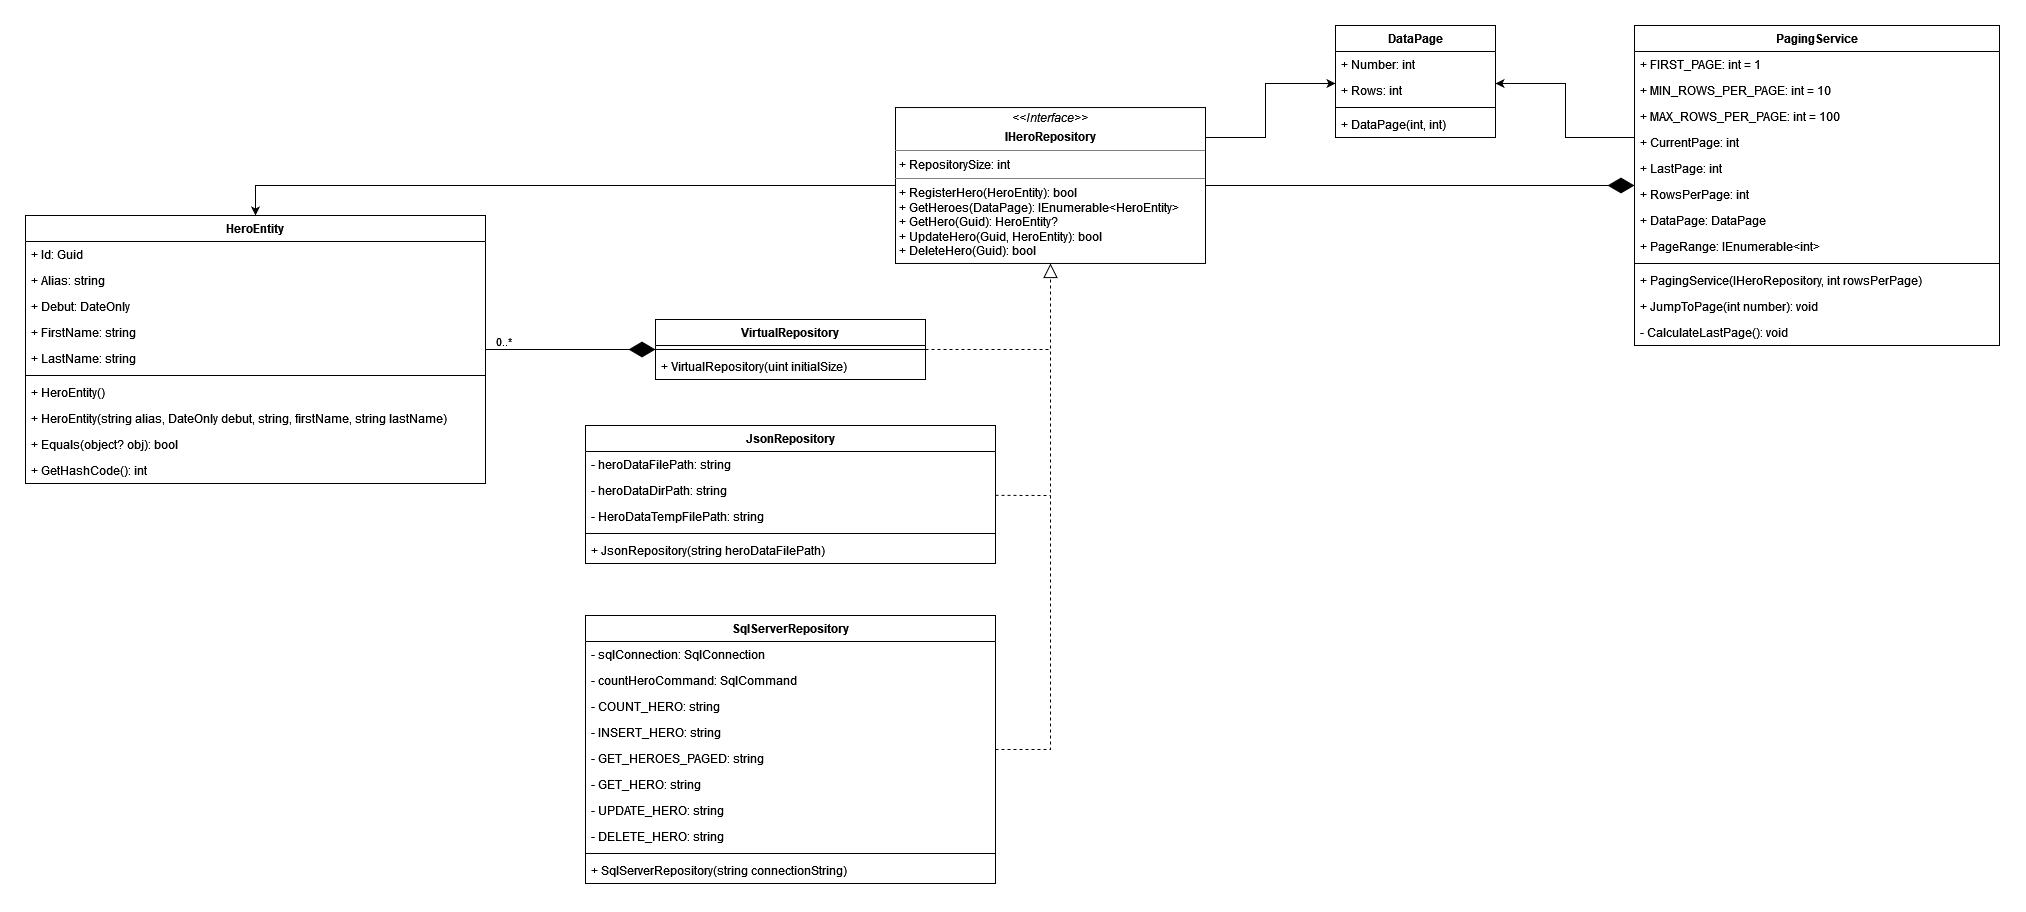 DataPage
+ Number: int
+ Rows: int
+ DataPage(int, int)
PagingService
+ FIRST_PAGE: int = 1
+ MIN_ROWS_PER_PAGE: int = 10
+ MAX_ROWS_PER_PAGE: int = 100
+ CurrentPage: int
+ LastPage: int
+ RowsPerPage: int
+ DataPage: DataPage
+ PageRange: IEnumerable<int>
+ PagingService(IHeroRepository, int rowsPerPage)
+ JumpToPage(int number): void
- CalculateLastPage(): void
<<Interface>>
IHeroRepository
+ RepositorySize: int
+ RegisterHero(HeroEntity): bool
+ GetHeroes(DataPage): IEnumerable<HeroEntity>
+ GetHero(Guid): HeroEntity?
+ UpdateHero(Guid, HeroEntity): bool
+ DeleteHero(Guid): bool
HeroEntity
+ Id: Guid
+ Alias: string
+ Debut: DateOnly
+ FirstName: string
+ LastName: string
+ HeroEntity()
+ HeroEntity(string alias, DateOnly debut, string, firstName, string lastName)
+ Equals(object? obj): bool
+ GetHashCode(): int
0..*
VirtualRepository
+ VirtualRepository(uint initialSize)
JsonRepository
- heroDataFilePath: string
- heroDataDirPath: string
- HeroDataTempFilePath: string
+ JsonRepository(string heroDataFilePath)
SqlServerRepository
- sqlConnection: SqlConnection
- countHeroCommand: SqlCommand
- COUNT_HERO: string
- INSERT_HERO: string
- GET_HEROES_PAGED: string
- GET_HERO: string
- UPDATE_HERO: string
- DELETE_HERO: string
+ SqlServerRepository(string connectionString)